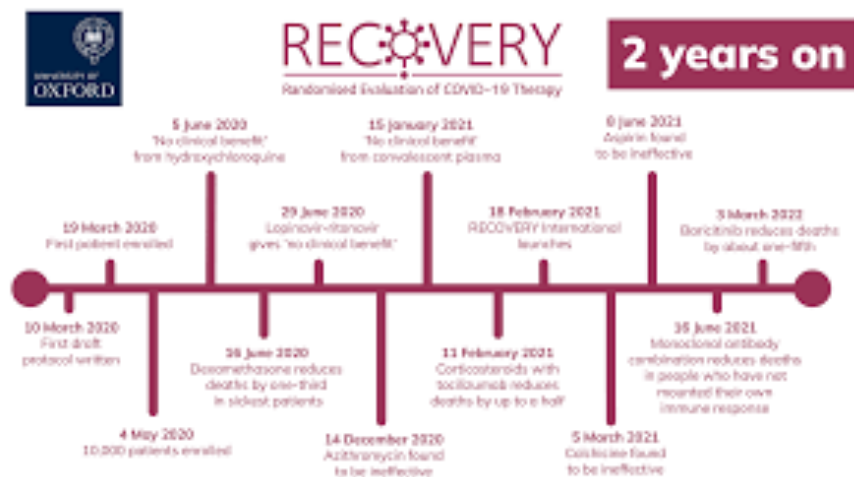 UNIVERSITY OF
OXFORD
RECOVERY
Randomised Evaluation of COVID-19 Therapy
2 years on
5 June 2020
"No clinical benefit"
from hydroxychloroquine
15 January 2021
"No clinical benefit"
from convalescent plasma
8 June 2021
Aspirin found
to be ineffective
19 March 2020
First patient enrolled
29 June 2020
Lopinavir-ritonavir
gives "no clinical benefit"
18 February 2021
RECOVERY International
launches
3 March 2022
Baricitinib reduces deaths
by about one-fifth
10 March 2020
First draft
protocol written
16 June 2020
Dexamethasone reduces
deaths by one-third
in sickest patients
11 February 2021
Corticosteroids with
tocilizumab reduces
deaths by up to a half
16 June 2021
Monoclonal antibody
combination reduces deaths
in people who have not
mounted their own
immune response
4 May 2020
10,000 patients enrolled
14 December 2020
Azithromycin found
to be ineffective
5 March 2021
Colchicine found
to be ineffective